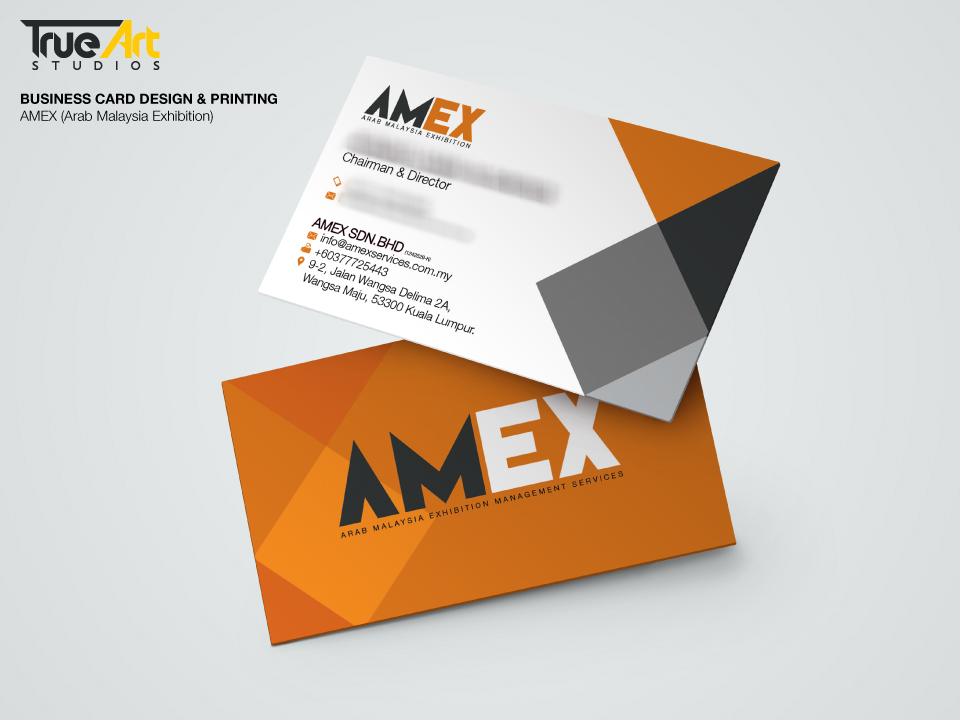 TrueArt
STUDIOS
BUSINESS CARD DESIGN & PRINTING
AMEX (Arab Malaysia Exhibition)
AMEX
ARAB MALAYSIA EXHIBITION
Chairman & Director
AMEX SDN.BHD
info@amexservices.com.my
+60377725443
9-2, Jalan Wangsa Delima 2A,
Wangsa Maju, 53300 Kuala Lumpur.
AMEX
ARAB MALAYSIA EXHIBITION MANAGEMENT SERVICES